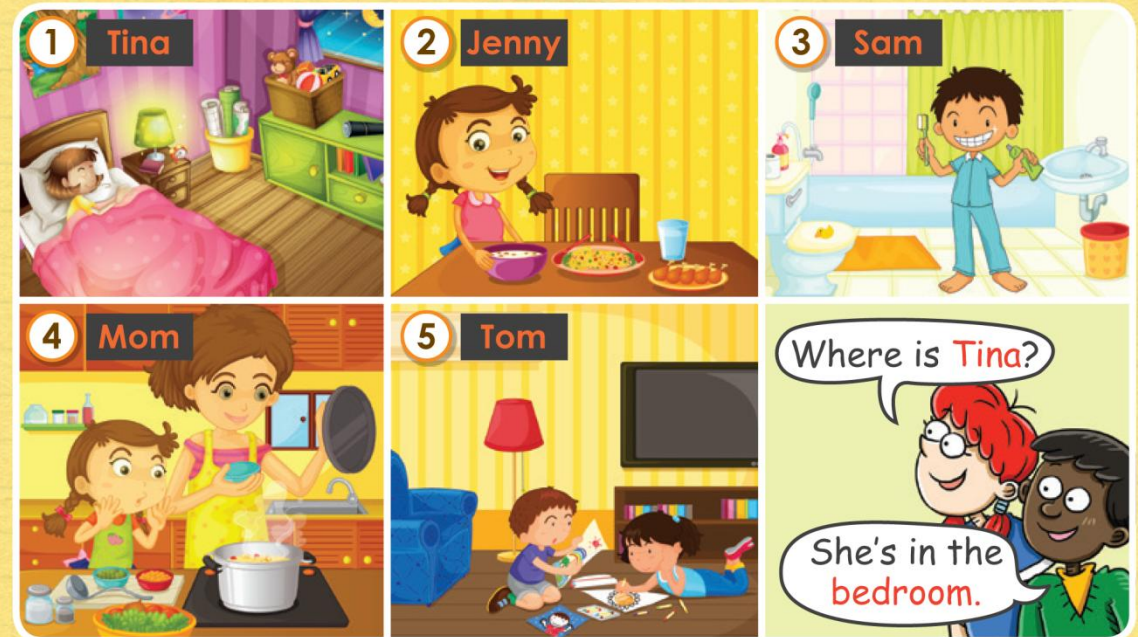 1 Tina
2 Jenny
3 Sam
4 Mom
5 Tom
Where is Tina?
She's in the
bedroom.